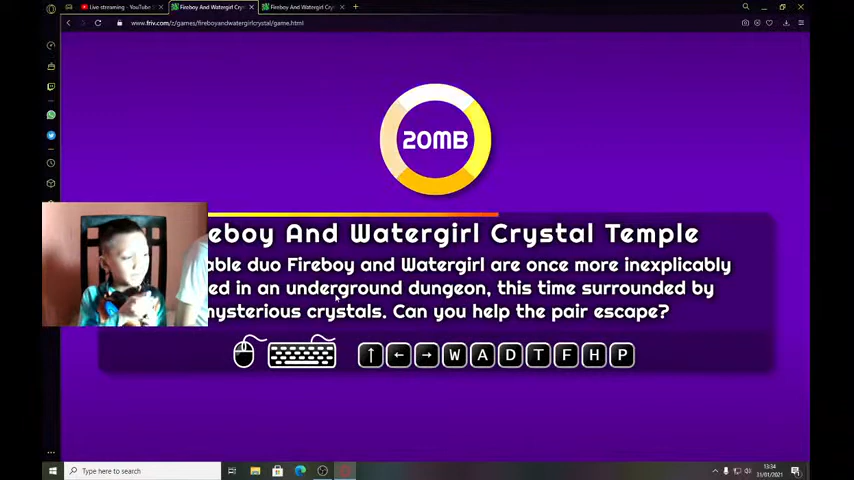 Live streaming - YouTube S
Fireboy And Watergirl Crys
Fireboy And Watergirl Cry
www.friv.com/z/games/fireboyandwatergirlcrystal/game.html
20MB
eboy And Watergirl Crystal Temple
able duo Fireboy and Watergirl are once more inexplicably
ed in an underground dungeon, this time surrounded by
mysterious crystals. Can you help the pair escape?
↑ ← → W A D T F H P
Type here to search
13:34
31/01/2021